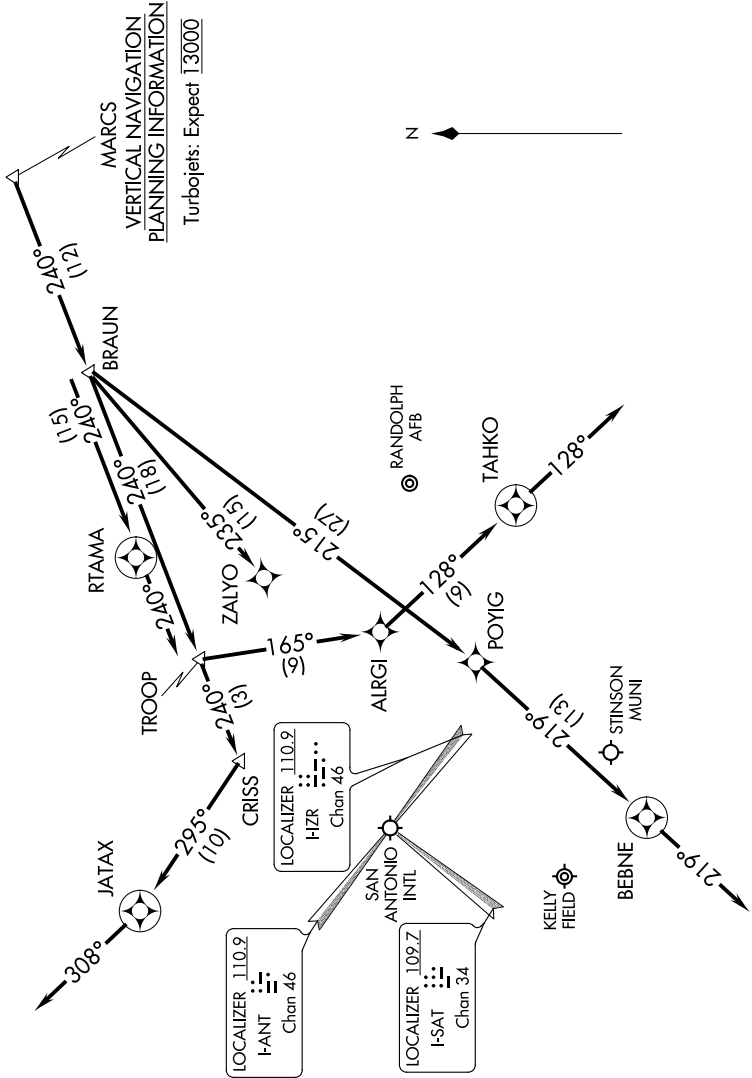 MARCS
VERTICAL NAVIGATION
PLANNING INFORMATION
Turbojets: Expect 13000
N
240°
(12)
BRAUN
(15)
240°
240°
(18)
235°
(15)
215°
(27)
RTAMA
240°
ZALYO
TROOP
240°
(3)
165°
(9)
CRISS
295°
(10)
JATAX
308°
ALRGI
128°
(9)
TAHKO
128°
RANDOLPH
AFB
POYIG
219°
(13)
STINSON
MUNI
BEBNE
219°
KELLY
FIELD
SAN
ANTONIO
INTL
LOCALIZER 110.9
I-IZR
Chan 46
LOCALIZER 110.9
I-ANT
Chan 46
LOCALIZER 109.7
I-SAT
Chan 34